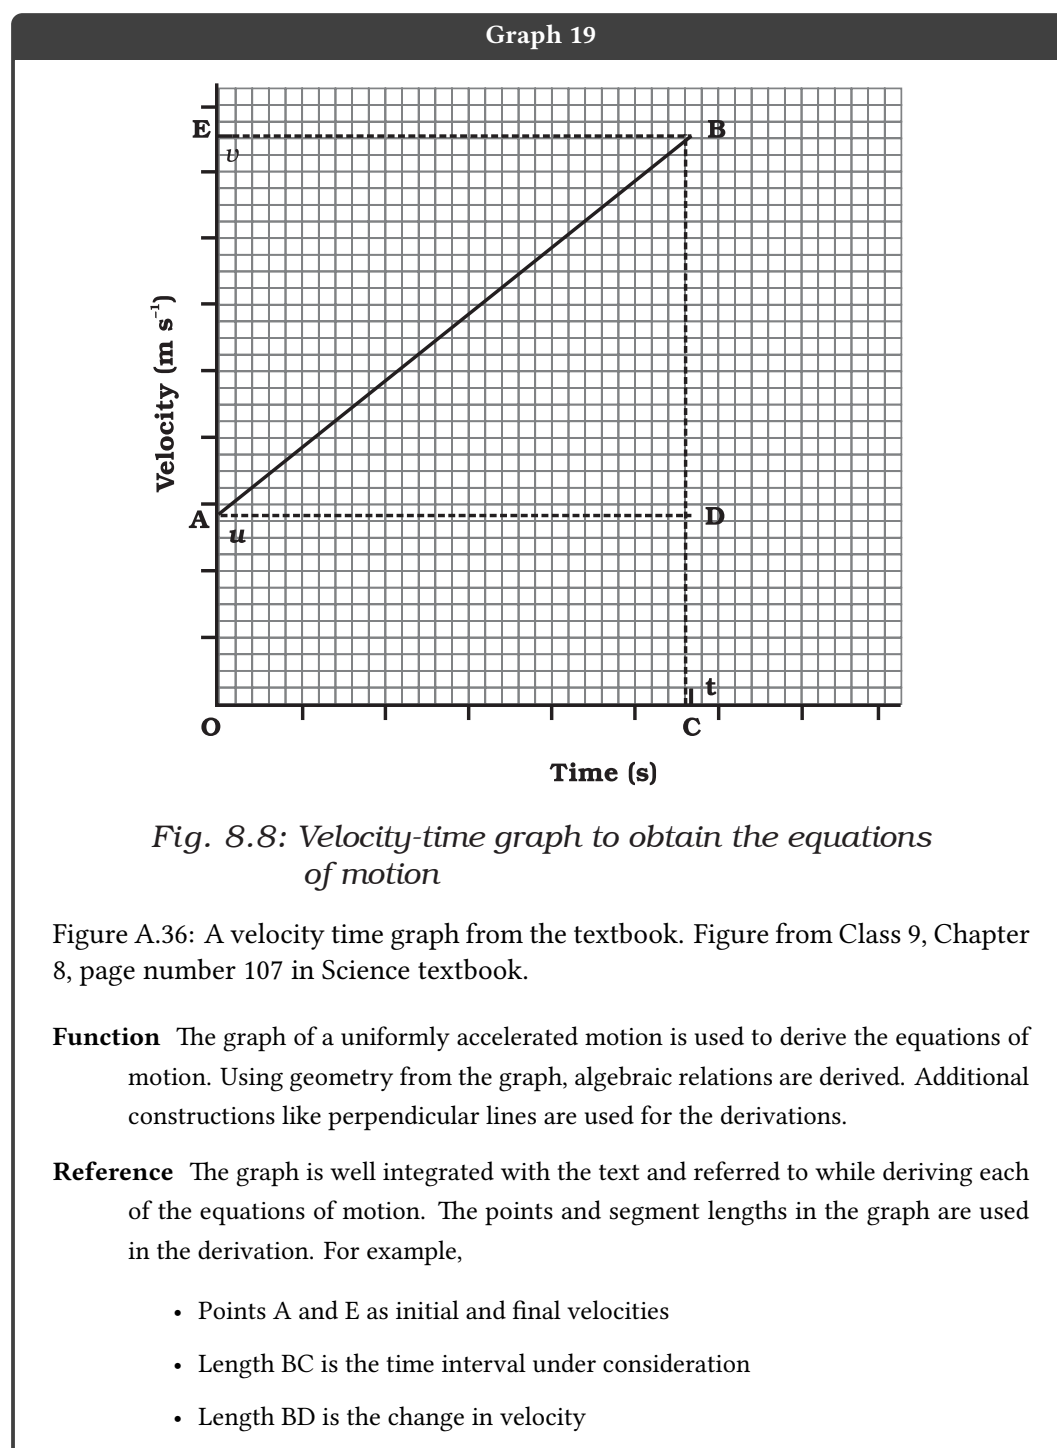 Graph 19
E
B
v
Velocity (m s⁻¹)
A
D
u
t
O
C
Time (s)
Fig. 8.8: Velocity-time graph to obtain the equations
of motion
Figure A.36: A velocity time graph from the textbook. Figure from Class 9, Chapter
8, page number 107 in Science textbook.
Function The graph of a uniformly accelerated motion is used to derive the equations of
motion. Using geometry from the graph, algebraic relations are derived. Additional
constructions like perpendicular lines are used for the derivations.
Reference The graph is well integrated with the text and referred to while deriving each
of the equations of motion. The points and segment lengths in the graph are used
in the derivation. For example,
• Points A and E as initial and final velocities
• Length BC is the time interval under consideration
• Length BD is the change in velocity